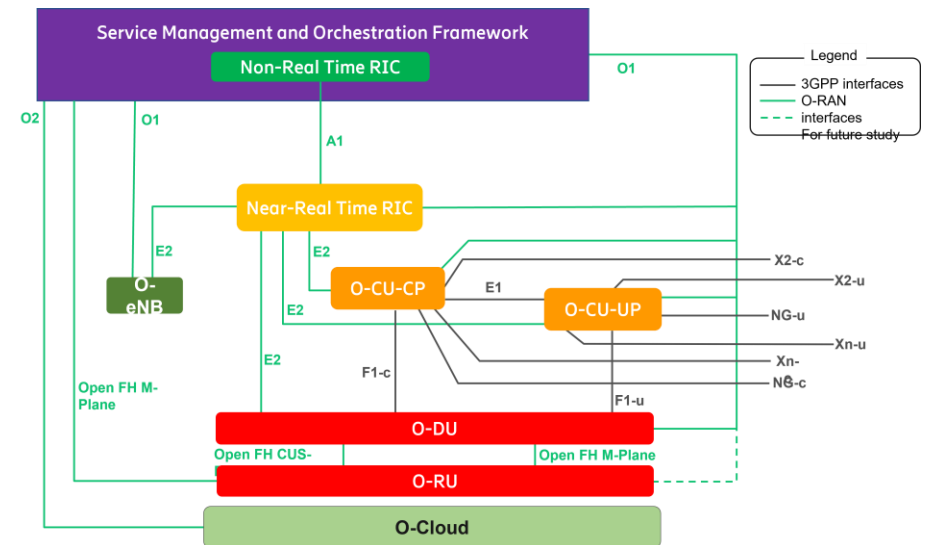 Service Management and Orchestration Framework
Non-Real Time RIC
Legend
3GPP interfaces
O-RAN
interfaces
For future study
O1
O2
O1
A1
Near-Real Time RIC
E2
E2
O-CU-CP
E1
O-CU-UP
X2-c
X2-u
NG-u
Xn-u
Xn-
NG-c
O-
eNB
E2
E2
F1-c
F1-u
Open FH M-
Plane
O-DU
Open FH CUS-
Open FH M-Plane
O-RU
O-Cloud